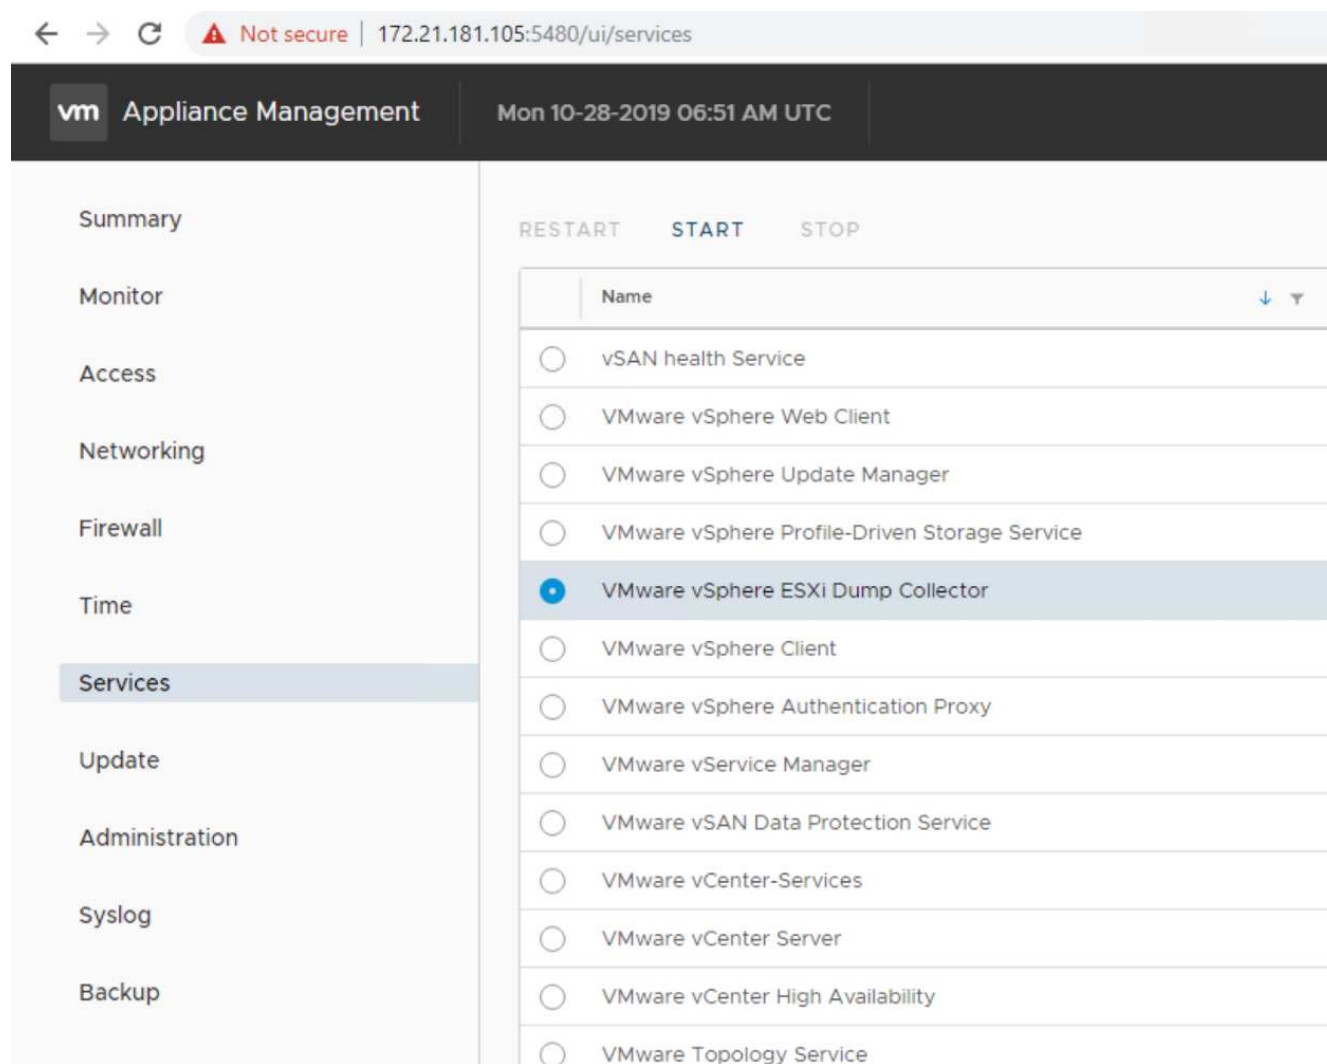 Not secure | 172.21.181.105:5480/ui/services
vm Appliance Management Mon 10-28-2019 06:51 AM UTC
Summary
Monitor
Access
Networking
Firewall
Time
Services
Update
Administration
Syslog
Backup
RESTART START STOP
Name
vSAN health Service
VMware vSphere Web Client
VMware vSphere Update Manager
VMware vSphere Profile-Driven Storage Service
VMware vSphere ESXi Dump Collector
VMware vSphere Client
VMware vSphere Authentication Proxy
VMware vService Manager
VMware vSAN Data Protection Service
VMware vCenter-Services
VMware vCenter Server
VMware vCenter High Availability
VMware Topology Service